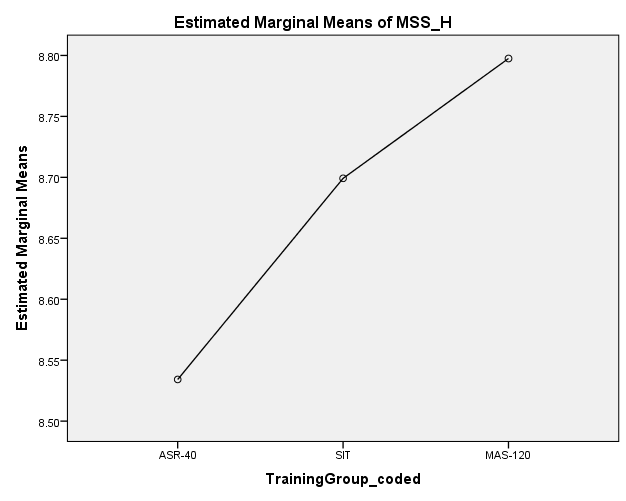 Estimated Marginal Means of MSS_H
Estimated Marginal Means
8.80
8.75
8.70
8.65
8.60
8.55
8.50
ASR-40 SIT MAS-120
TrainingGroup_coded